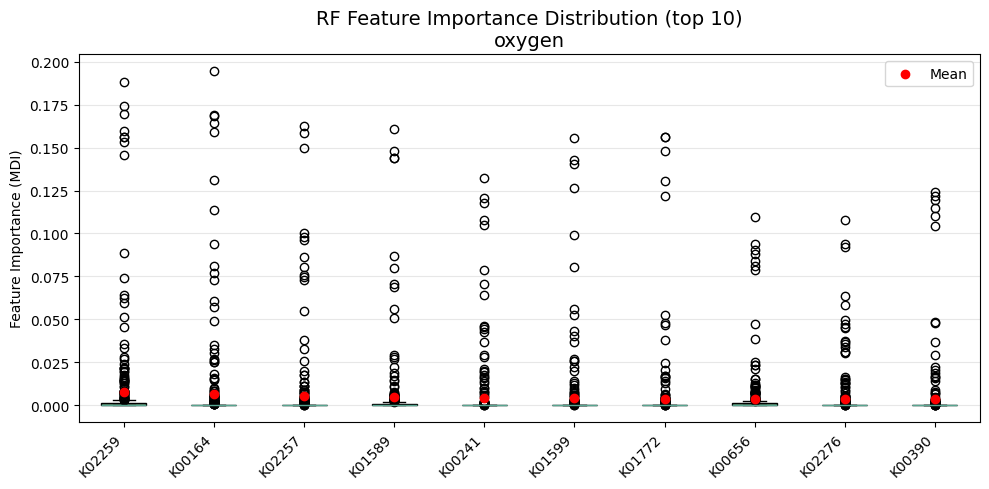 RF Feature Importance Distribution (top 10)
oxygen
Feature Importance (MDI)
0.200
0.175
0.150
0.125
0.100
0.075
0.050
0.025
0.000
Mean
K02259
K00164
K02257
K01589
K00241
K01599
K01772
K00656
K02276
K00390